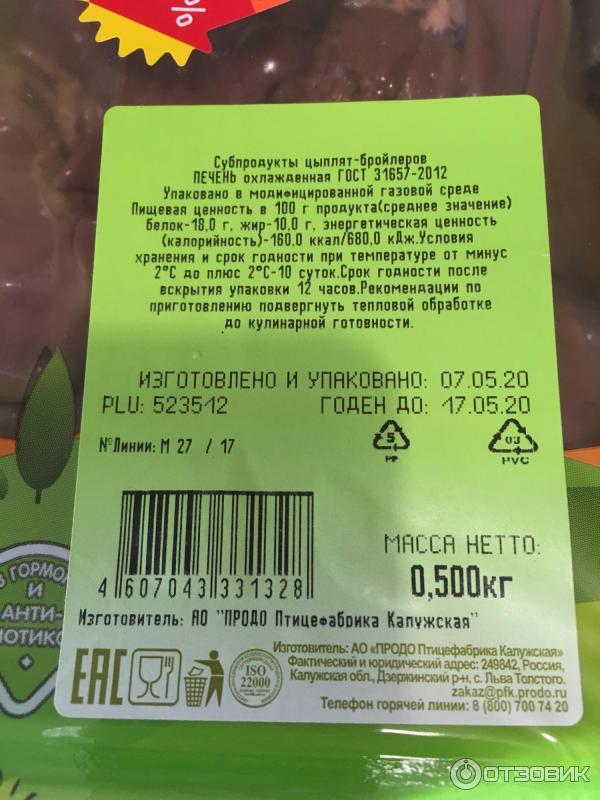 %
Субпродукты цыплят-бройлеров
ПЕЧЕНЬ охлажденная ГОСТ 31657-2012
Упаковано в модифицированной газовой среде
Пищевая ценность в 100 г продукта(среднее значение)
белок-18,0 г, жир-10,0 г, энергетическая ценность
(калорийность)-160,0 ккал/680,0 кДж.Условия
хранения и срок годности при температуре от минус
2°С до плюс 2°С-10 суток.Срок годности после
вскрытия упаковки 12 часов.Рекомендации по
приготовлению подвергнуть тепловой обработке
до кулинарной готовности.
ИЗГОТОВЛЕНО И УПАКОВАНО: 07.05.20
PLU: 523512 ГОДЕН ДО: 17.05.20
№Линии: М 27 / 17
5 PP
03 PVC
МАССА НЕТТО:
0,500кг
4 607043 331328
Изготовитель: АО "ПРОДО Птицефабрика Калужская"
З ГОРМО
И
АНТИ-
ИОТИКО
EAC
ISO
22000
Изготовитель: АО «ПРОДО Птицефабрика Калужская»
Фактический и юридический адрес: 249842, Россия,
Калужская обл., Дзержинский р-н, с. Льва Толстого.
zakaz@pfk.prodo.ru
Телефон горячей линии: 8 (800) 700 74 20
ОТЗОВИК